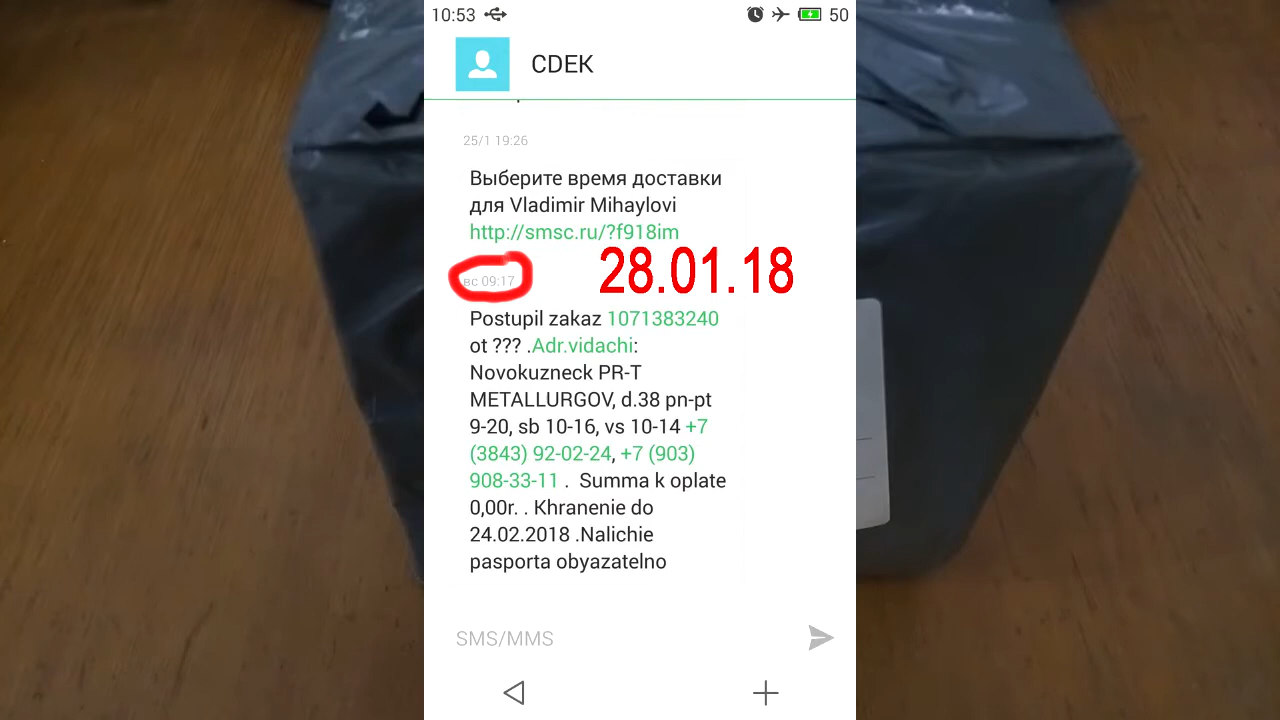 10:53
50
CDEK
25/1 19:26
Выберите время доставки
для Vladimir Mihaylovi
http://smsc.ru/?f918im
28.01.18
вс 09:17
Postupil zakaz 1071383240
ot ??? .Adr.vidachi:
Novokuzneck PR-T
METALLURGOV, d.38 pn-pt
9-20, sb 10-16, vs 10-14 +7
(3843) 92-02-24, +7 (903)
908-33-11 . Summa k oplate
0,00r. . Khranenie do
24.02.2018 .Nalichie
pasporta obyazatelno
SMS/MMS